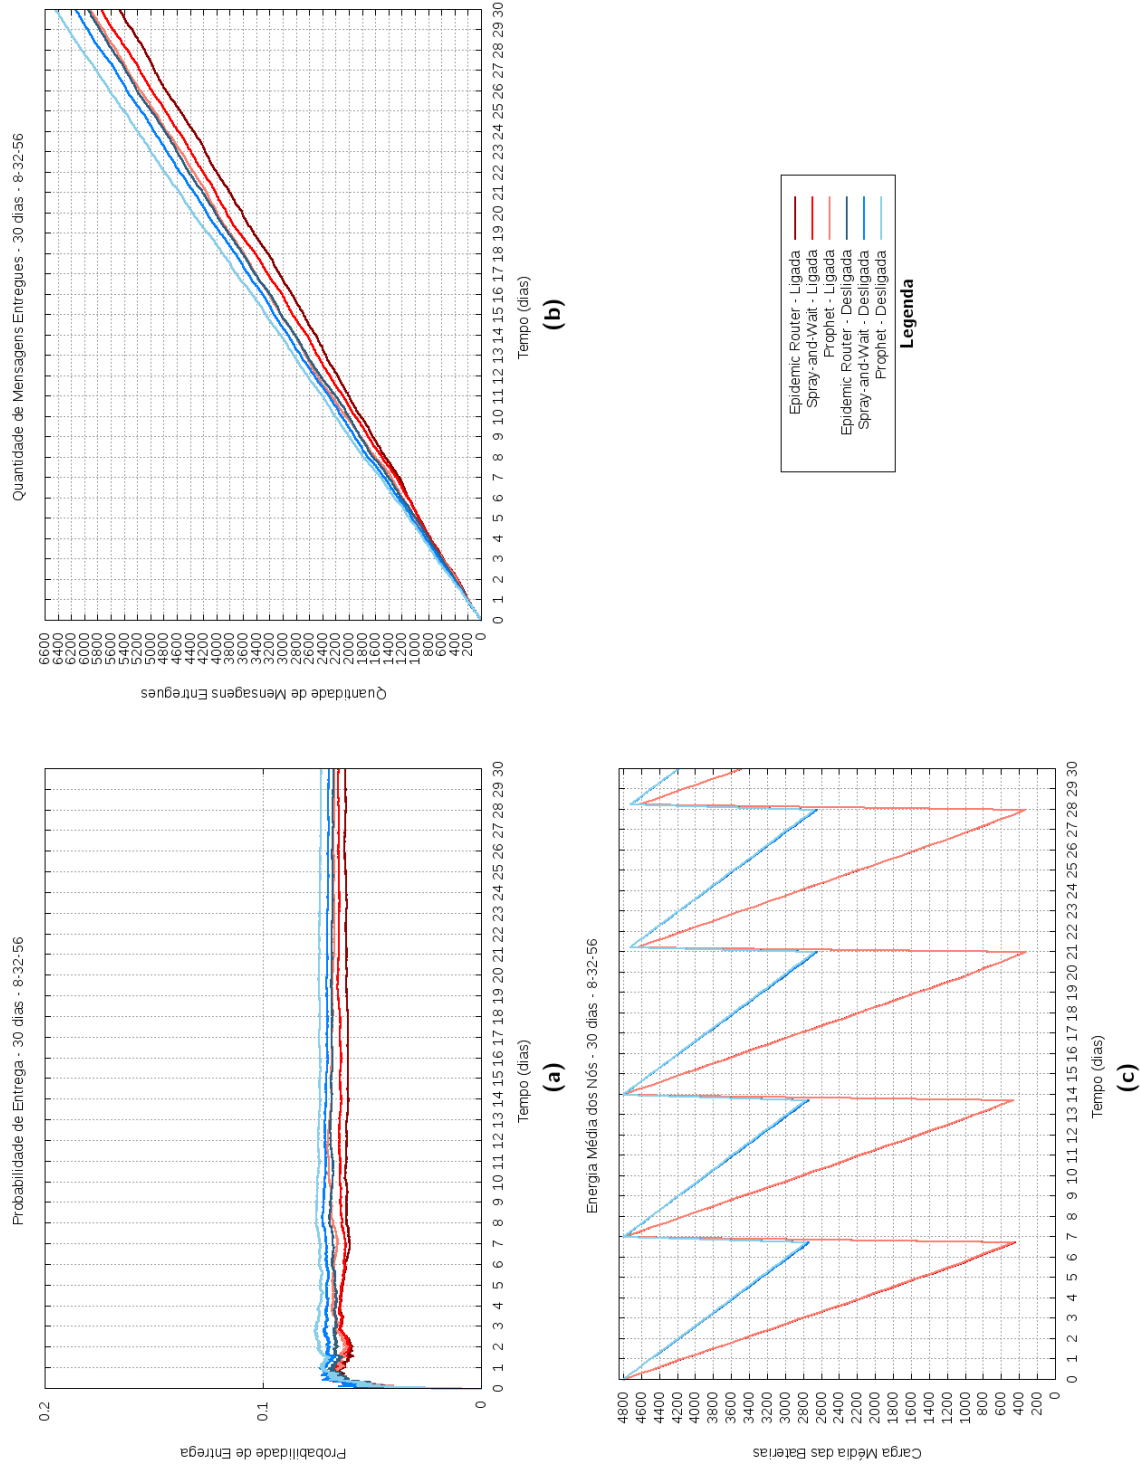 Probabilidade de Entrega - 30 dias - 8-32-56
Probabilidade de Entrega
0.2
0.1
0
0 1 2 3 4 5 6 7 8 9 10 11 12 13 14 15 16 17 18 19 20 21 22 23 24 25 26 27 28 29 30
Tempo (dias)
(a)
Quantidade de Mensagens Entregues - 30 dias - 8-32-56
Quantidade de Mensagens Entregues
6600
6400
6200
6000
5800
5600
5400
5200
5000
4800
4600
4400
4200
4000
3800
3600
3400
3200
3000
2800
2600
2400
2200
2000
1800
1600
1400
1200
1000
800
600
400
200
0
0 1 2 3 4 5 6 7 8 9 10 11 12 13 14 15 16 17 18 19 20 21 22 23 24 25 26 27 28 29 30
Tempo (dias)
(b)
Energia Média dos Nós - 30 dias - 8-32-56
Carga Média das Baterias
4800
4600
4400
4200
4000
3800
3600
3400
3200
3000
2800
2600
2400
2200
2000
1800
1600
1400
1200
1000
800
600
400
200
0
0 1 2 3 4 5 6 7 8 9 10 11 12 13 14 15 16 17 18 19 20 21 22 23 24 25 26 27 28 29 30
Tempo (dias)
(c)
Epidemic Router - Ligada
Spray-and-Wait - Ligada
Prophet - Ligada
Epidemic Router - Desligada
Spray-and-Wait - Desligada
Prophet - Desligada
Legenda